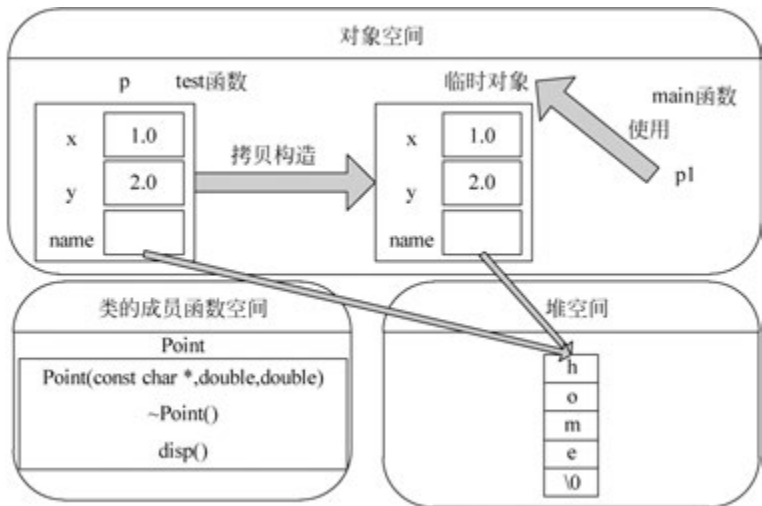 对象空间
p test函数
临时对象
main函数
使用
p1
x 1.0
y 2.0
name
拷贝构造
x 1.0
y 2.0
name
类的成员函数空间
Point
Point(const char *,double,double)
~Point()
disp()
堆空间
h
o
m
e
\0